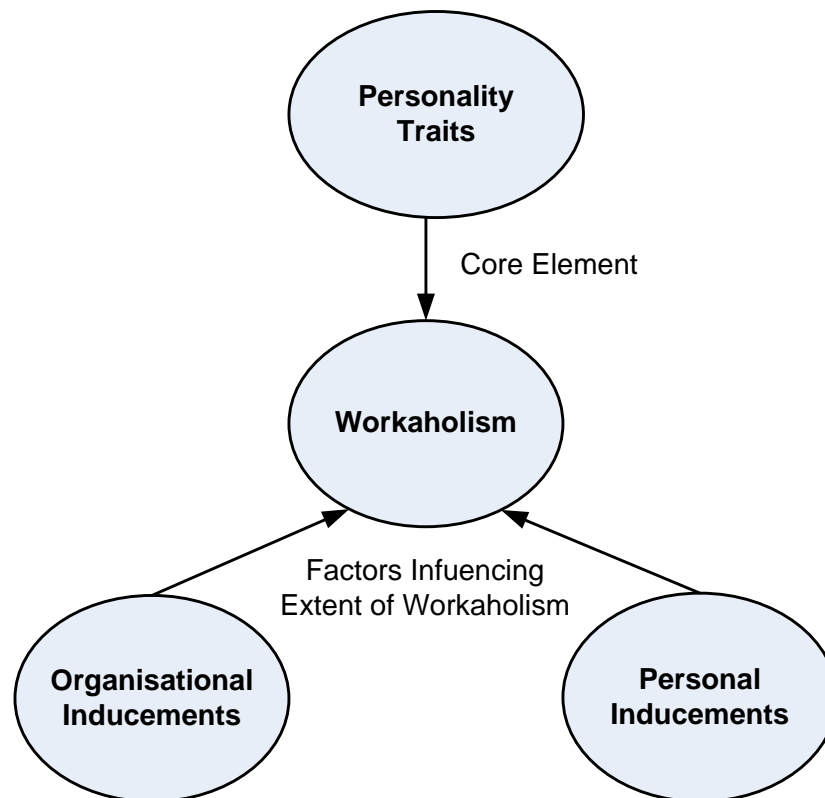 Personality
Traits
Core Element
Workaholism
Factors Infuencing
Extent of Workaholism
Organisational
Inducements
Personal
Inducements